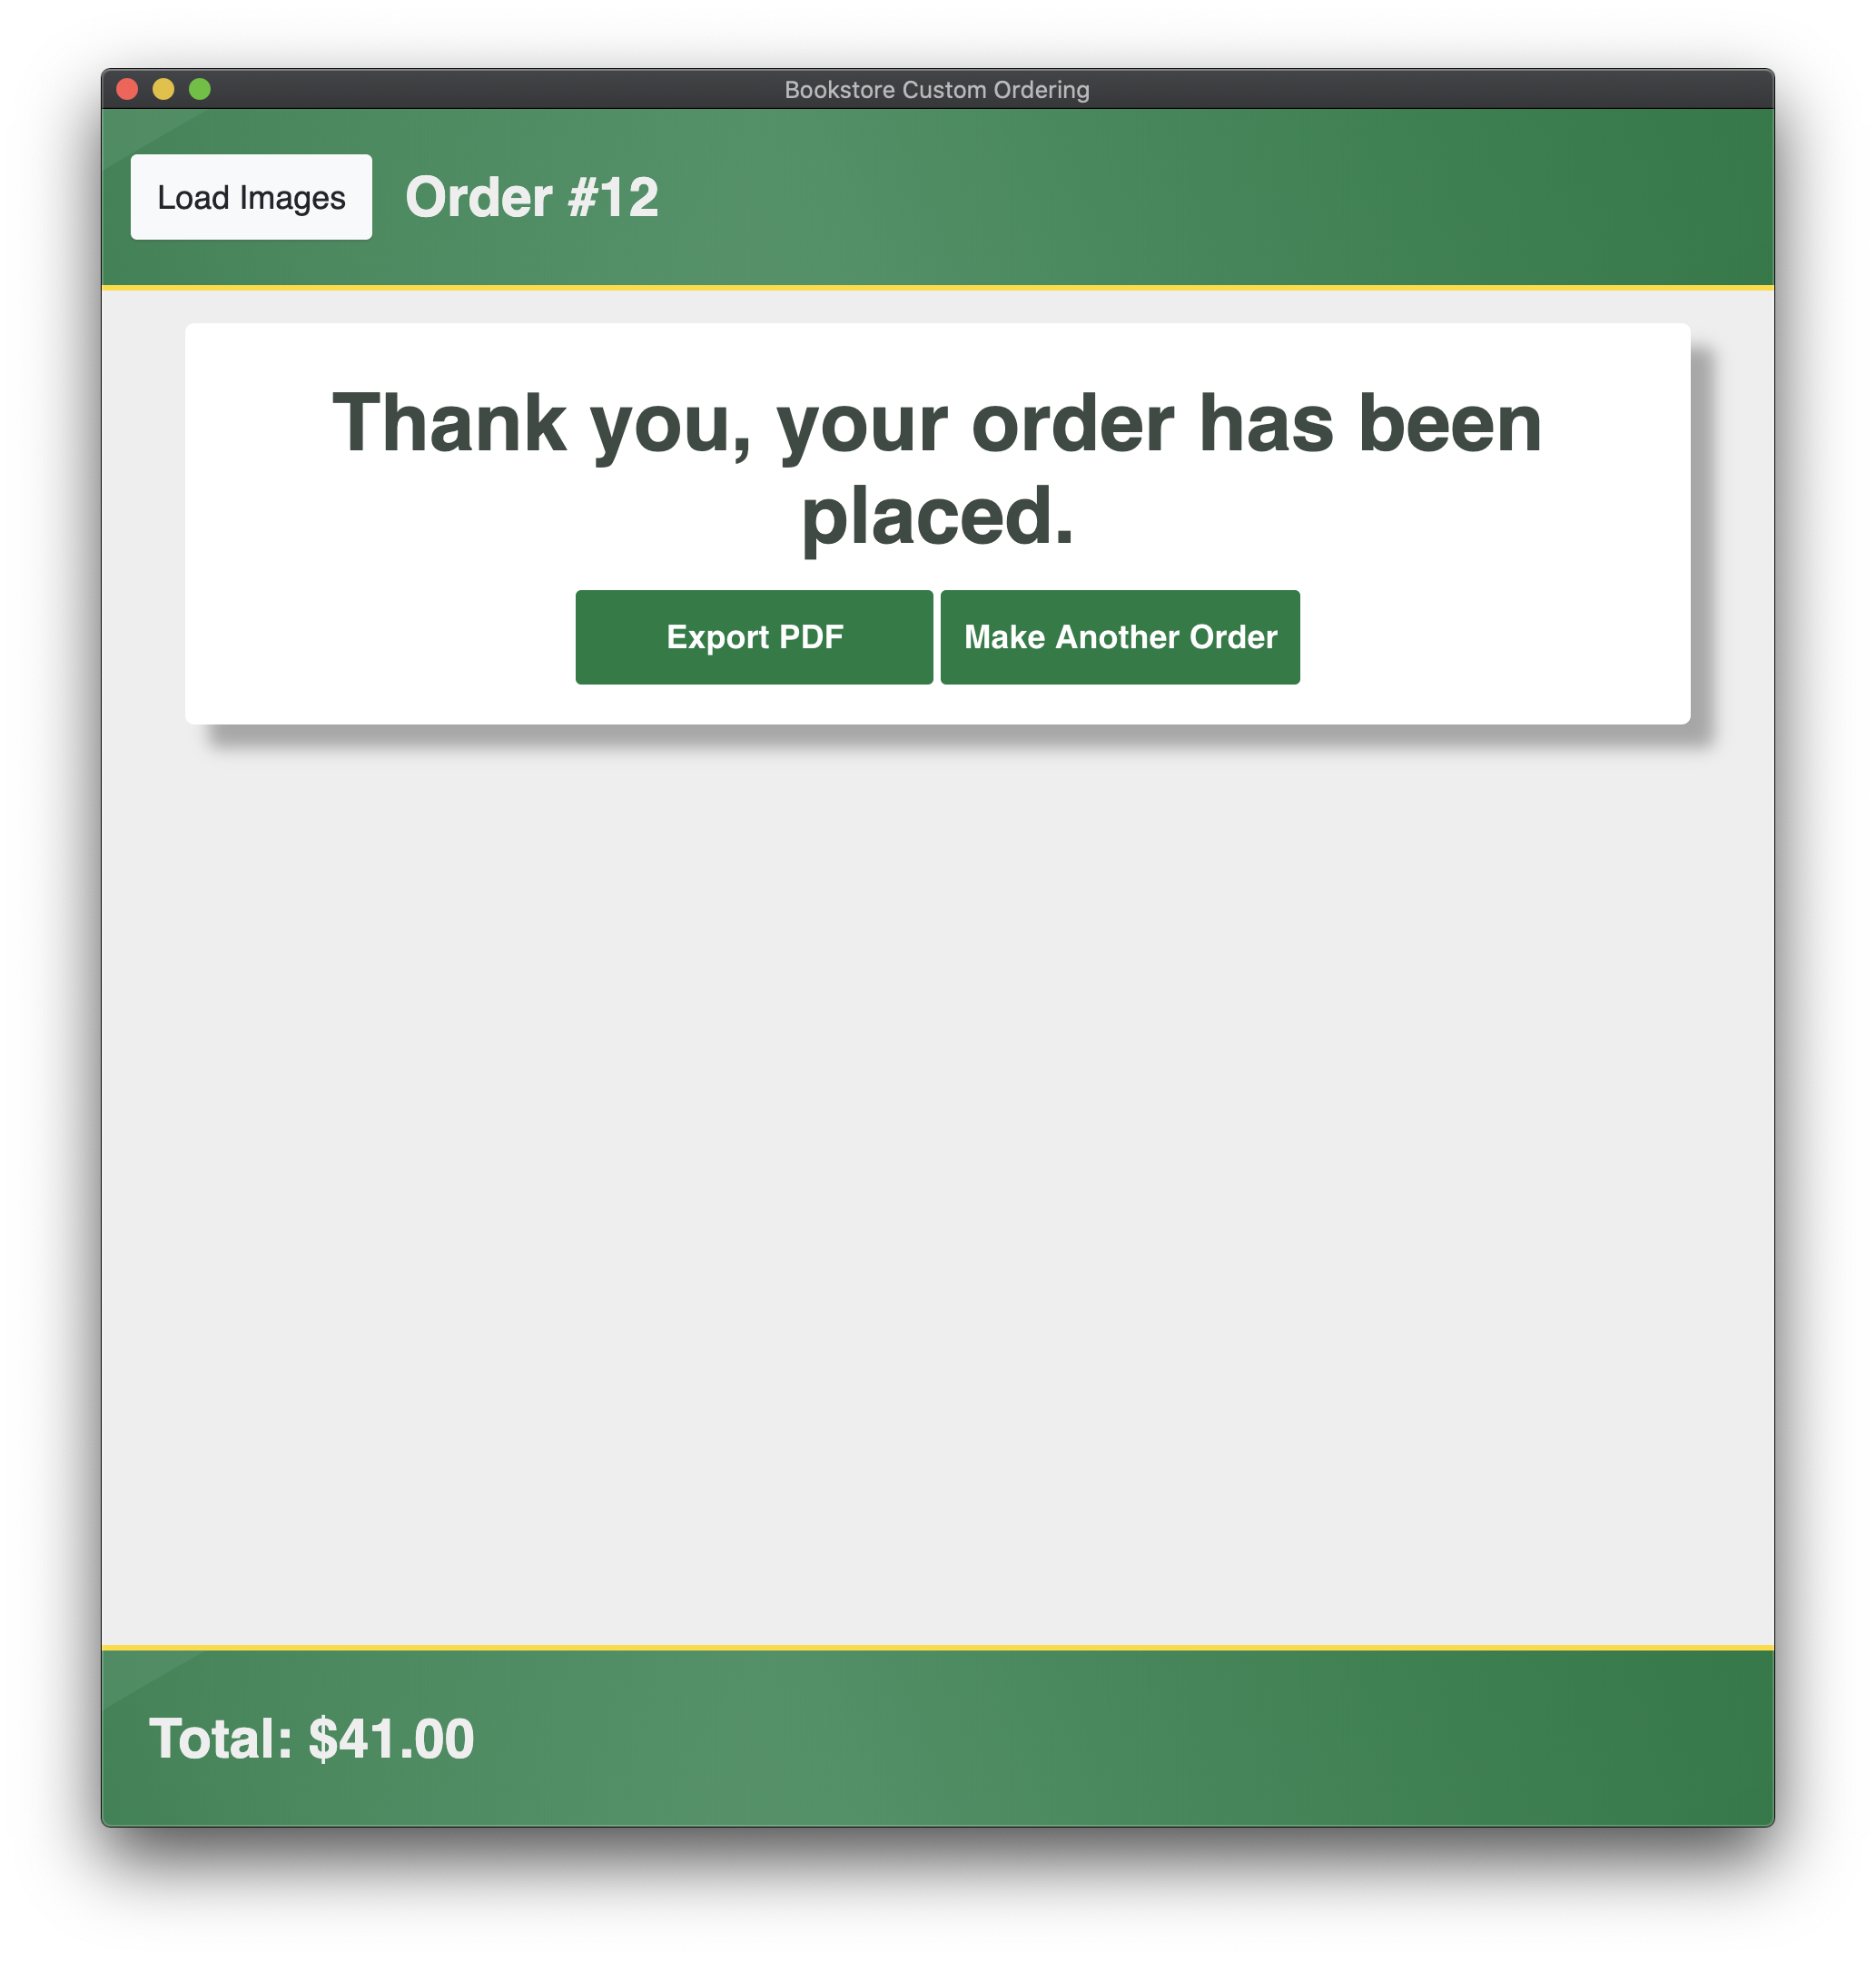 Bookstore Custom Ordering
Load Images
Order #12
Thank you, your order has been
placed.
Export PDF
Make Another Order
Total: $41.00